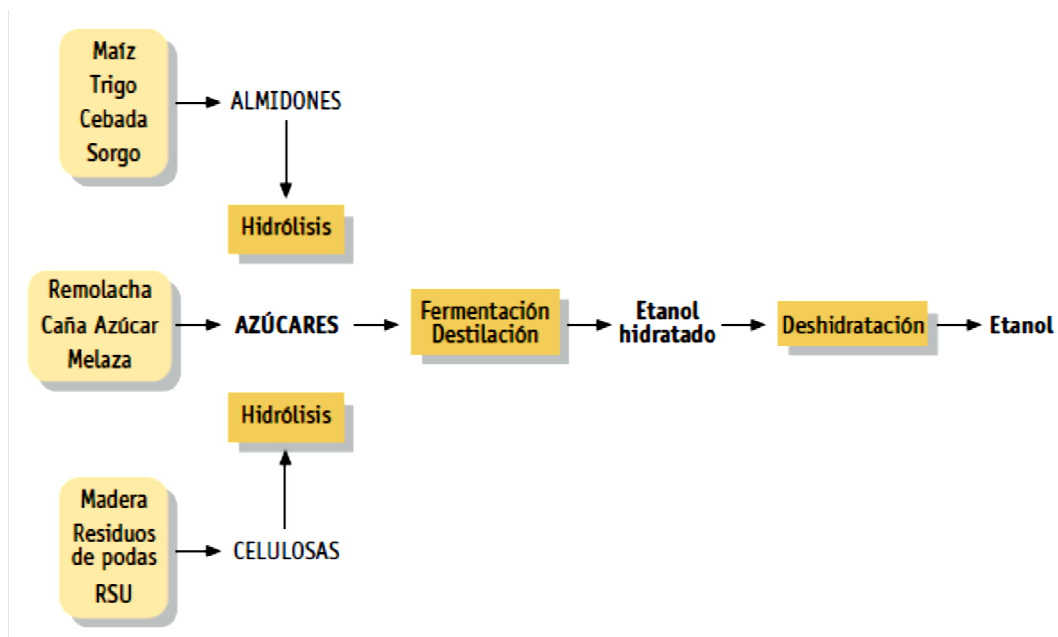 Maíz
Trigo
Cebada
Sorgo
ALMIDONES
Hidrólisis
Remolacha
Caña Azúcar
Melaza
AZÚCARES
Fermentación
Destilación
Etanol
hidratado
Deshidratación
Etanol
Hidrólisis
Madera
Residuos
de podas
RSU
CELULOSAS